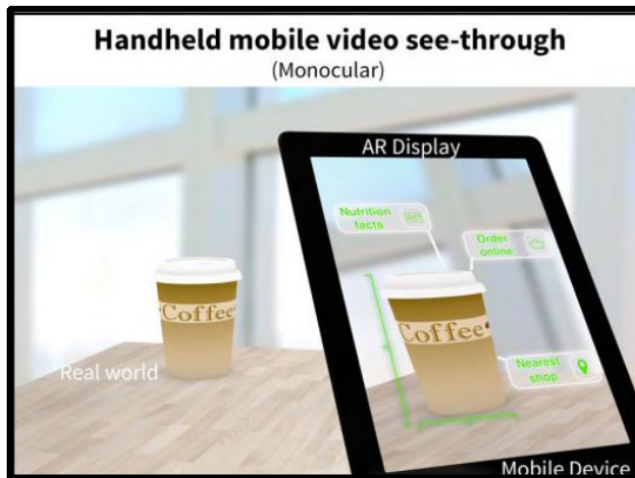 Handheld mobile video see-through
(Monocular)
AR Display
Nutrition
facts
Order
online
•Coffee•
Coffee•
Real world
Nearest
shop
Mobile Device